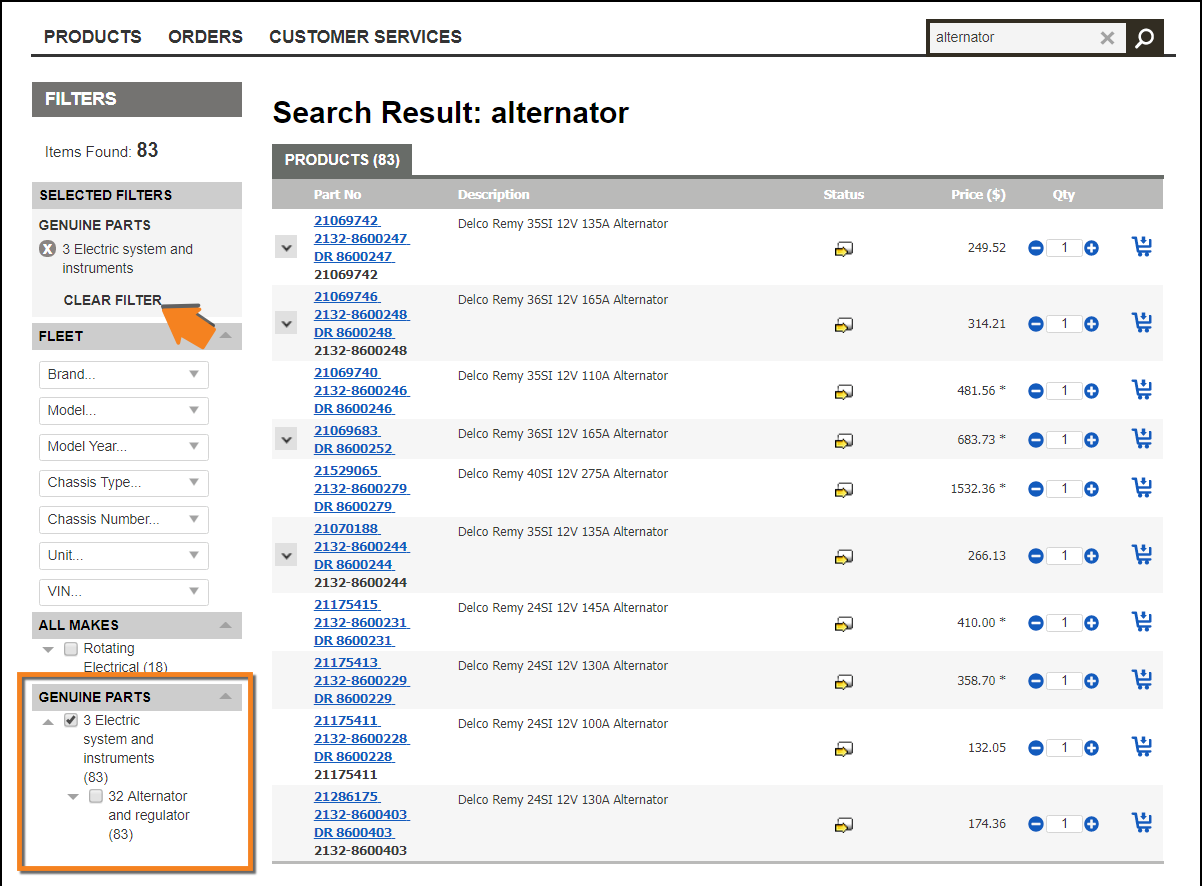 PRODUCTS ORDERS CUSTOMER SERVICES
alternator
FILTERS
Items Found: 83
SELECTED FILTERS
GENUINE PARTS
3 Electric system and
instruments
CLEAR FILTER
FLEET
Brand...
Model...
Model Year...
Chassis Type...
Chassis Number...
Unit...
VIN...
ALL MAKES
Rotating
Electrical (18)
GENUINE PARTS
3 Electric
system and
instruments
(83)
32 Alternator
and regulator
(83)
Search Result: alternator
PRODUCTS (83)
Part No Description Status Price ($) Qty
21069742 Delco Remy 35SI 12V 135A Alternator
2132-8600247 249.52 1
DR 8600247
21069742
21069746 Delco Remy 36SI 12V 165A Alternator
2132-8600248 314.21 1
DR 8600248
2132-8600248
21069740 Delco Remy 35SI 12V 110A Alternator
2132-8600246 481.56 * 1
DR 8600246
21069683 Delco Remy 36SI 12V 165A Alternator
DR 8600252 683.73 * 1
21529065 Delco Remy 40SI 12V 275A Alternator
2132-8600279 1532.36 * 1
DR 8600279
21070188 Delco Remy 35SI 12V 135A Alternator
2132-8600244 266.13 1
DR 8600244
2132-8600244
21175415 Delco Remy 24SI 12V 145A Alternator
2132-8600231 410.00 * 1
DR 8600231
21175413 Delco Remy 24SI 12V 130A Alternator
2132-8600229 358.70 * 1
DR 8600229
21175411 Delco Remy 24SI 12V 100A Alternator
2132-8600228 132.05 1
DR 8600228
21175411
21286175 Delco Remy 24SI 12V 130A Alternator
2132-8600403 174.36 1
DR 8600403
2132-8600403